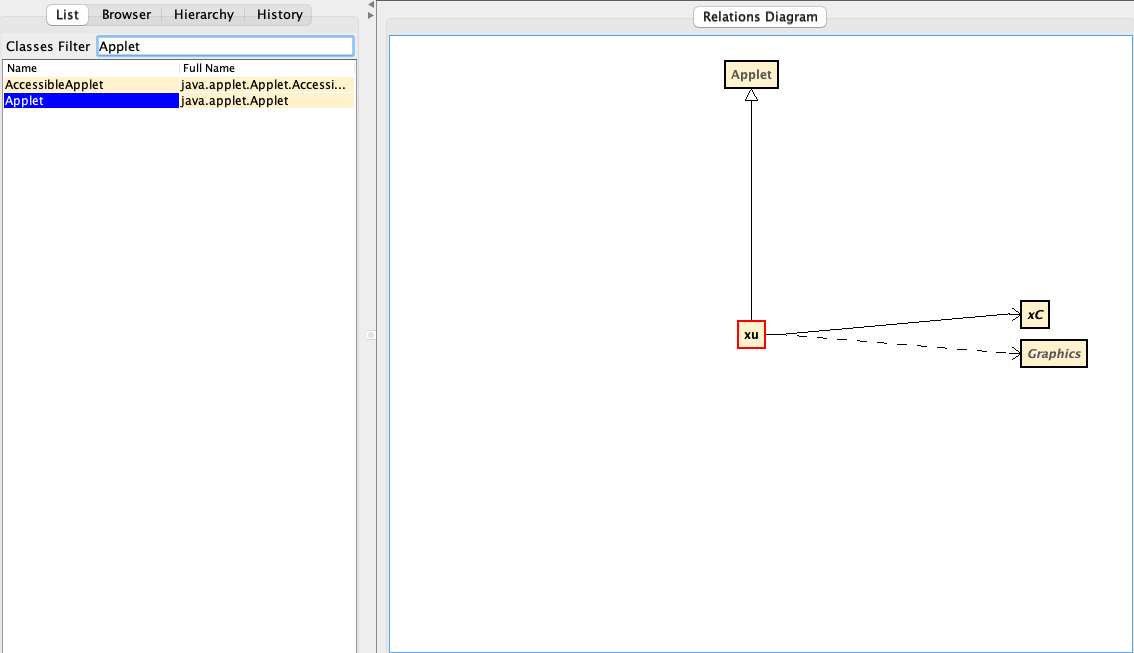 List Browser Hierarchy History
Classes Filter Applet
Name Full Name
AccessibleApplet java.applet.Applet.Accessi...
Applet java.applet.Applet
Relations Diagram
Applet
xu
xC
Graphics